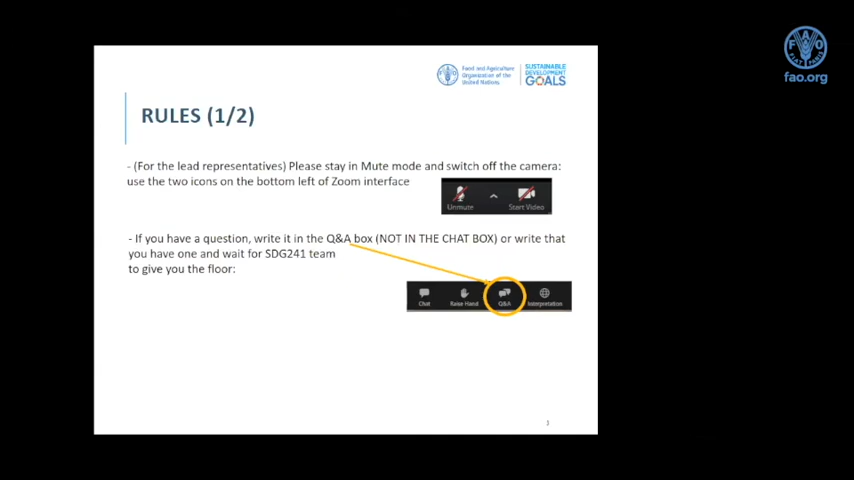 FAO
FIAT PANIS
fao.org
Food and Agriculture
Organization of the
United Nations
SUSTAINABLE
DEVELOPMENT
GOALS
RULES (1/2)
- (For the lead representatives) Please stay in Mute mode and switch off the camera:
use the two icons on the bottom left of Zoom interface
Unmute
Start Video
- If you have a question, write it in the Q&A box (NOT IN THE CHAT BOX) or write that
you have one and wait for SDG241 team
to give you the floor:
Chat
Raise Hand
Q&A
Interpretation